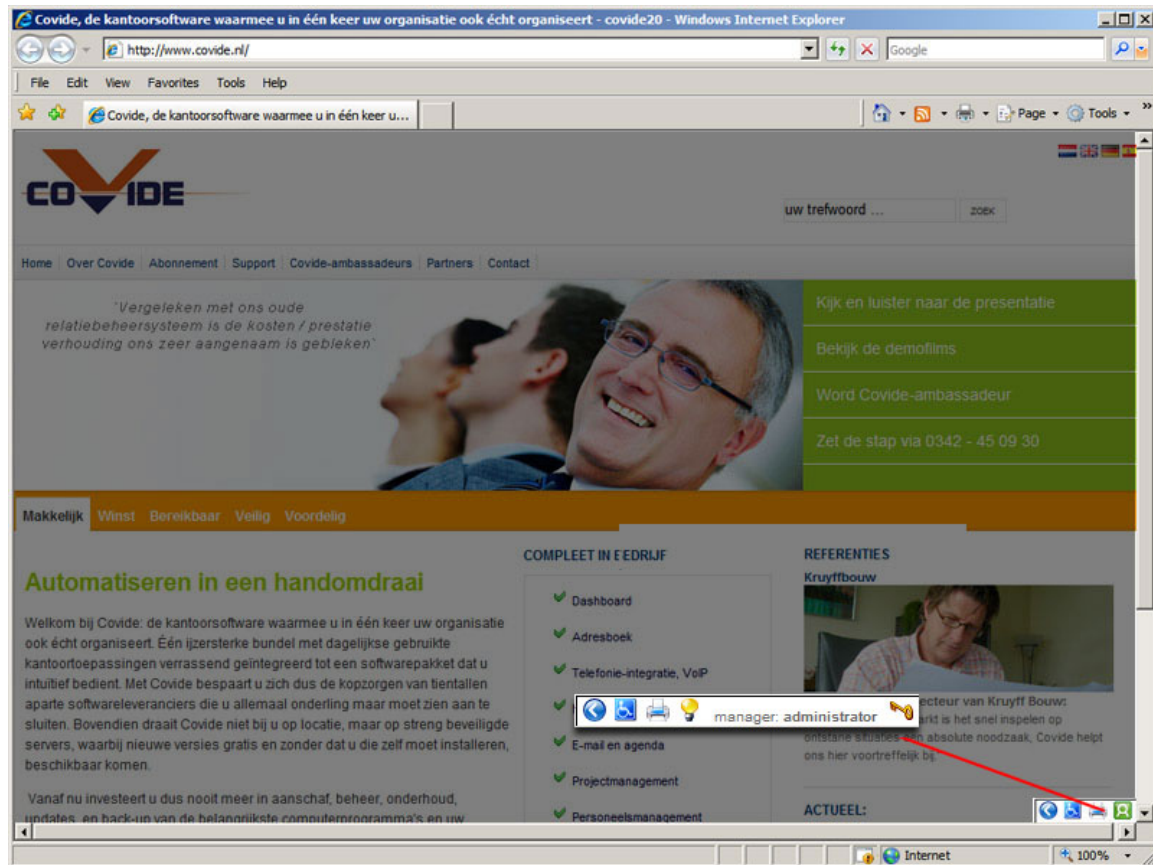 Covide, de kantoorsoftware waarmee u in één keer uw organisatie ook écht organiseert - covide20 - Windows Internet Explorer
http://www.covide.nl/
Google
File Edit View Favorites Tools Help
Covide, de kantoorsoftware waarmee u in één keer u...
Page Tools
COVIDE
uw trefwoord ...
zoek
Home Over Covide Abonnement Support Covide-ambassadeurs Partners Contact
"Vergeleken met ons oude
relatiebeheersysteem is de kosten / prestatie
verhouding ons zeer aangenaam is gebleken"
Kijk en luister naar de presentatie
Bekijk de demofilms
Word Covide-ambassadeur
Zet de stap via 0342 - 45 09 30
Makkelijk Winst Bereikbaar Veilig Voordelig
Automatiseren in een handomdraai
Welkom bij Covide: de kantoorsoftware waarmee u in één keer uw organisatie
ook écht organiseert. Één ijzersterke bundel met dagelijkse gebruikte
kantoortoepassingen verrassend geïntegreerd tot een softwarepakket dat u
intuïtief bedient. Met Covide bespaart u zich dus de kopzorgen van tientallen
aparte softwareleveranciers die u allemaal onderling maar moet zien aan te
sluiten. Bovendien draait Covide niet bij u op locatie, maar op streng beveiligde
servers, waarbij nieuwe versies gratis en zonder dat u die zelf moet installeren,
beschikbaar komen.
Vanaf nu investeert u dus nooit meer in aanschaf, beheer, onderhoud,
updates, en back-up van de belangrijkste computerprogramma's en uw
COMPLEET IN
Dashboard
Adresboek
Telefonie-integratie, VoIP
E-mail en agenda
Projectmanagement
Personeelsmanagement
manager: administrator
REFERENTIES
Kruyffbouw
van Kruyff Bouw:
is het snel inspelen op
ontstane situaties een absolute noodzaak, Covide helpt
ons hier voortreffelijk bij."
ACTUEEL:
Internet
100%